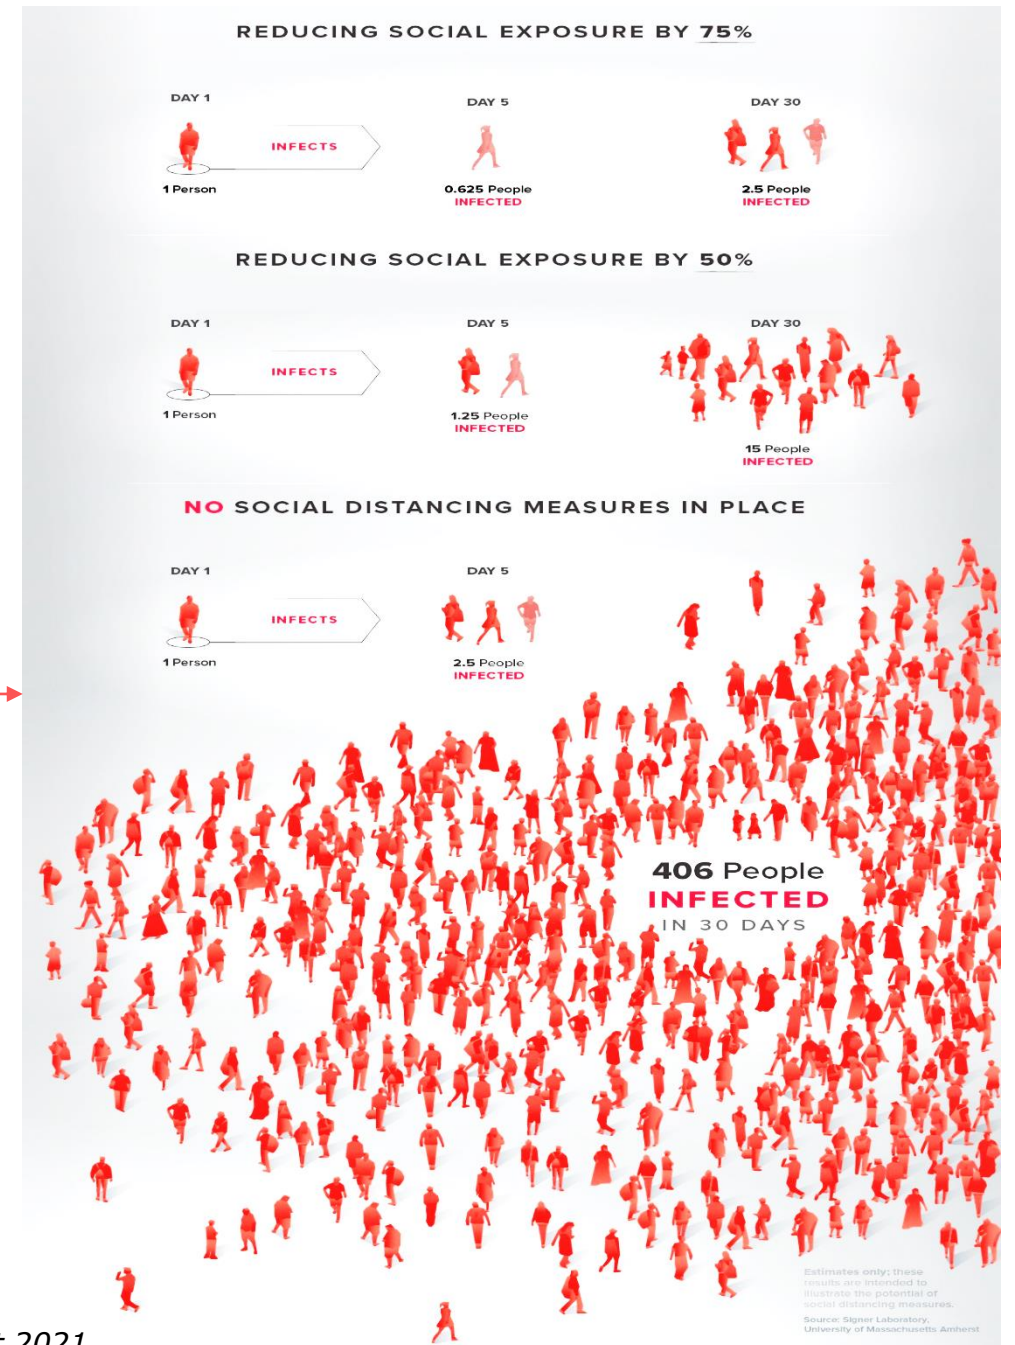 REDUCING SOCIAL EXPOSURE BY 75%
DAY 1
DAY 5
DAY 30
INFECTS
1 Person
0.625 People
INFECTED
2.5 People
INFECTED
REDUCING SOCIAL EXPOSURE BY 50%
DAY 1
DAY 5
DAY 30
INFECTS
1 Person
1.25 People
INFECTED
15 People
INFECTED
NO SOCIAL DISTANCING MEASURES IN PLACE
DAY 1
DAY 5
INFECTS
1 Person
2.5 People
INFECTED
406 People
INFECTED
IN 30 DAYS
Estimates only; these
results are intended to
illustrate the potential of
social distancing measures.
Source: Signer Laboratory,
University of Massachusetts Amherst
2021